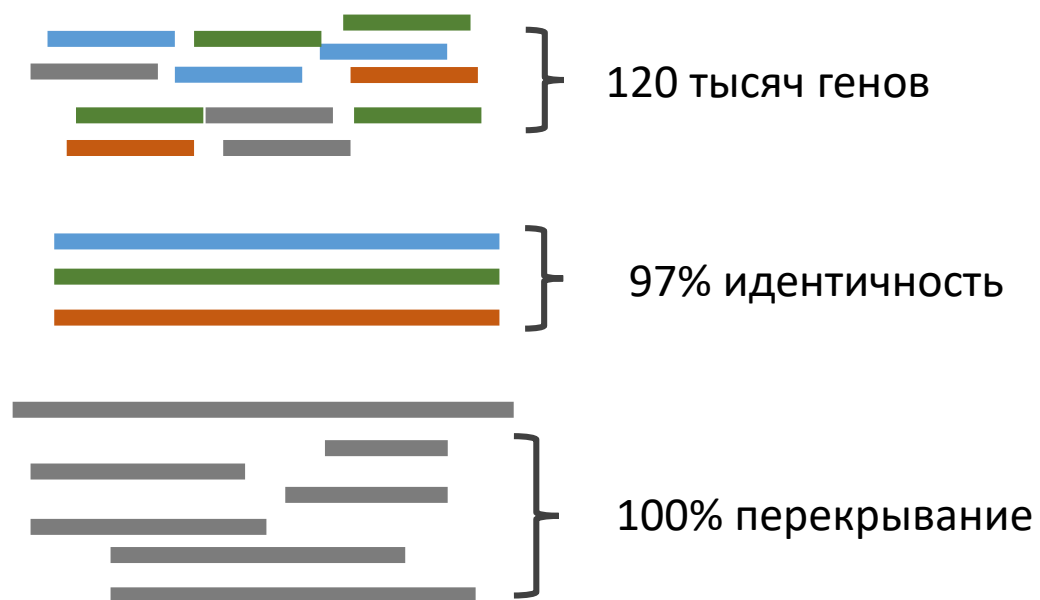 120 тысяч генов
97% идентичность
100% перекрывание